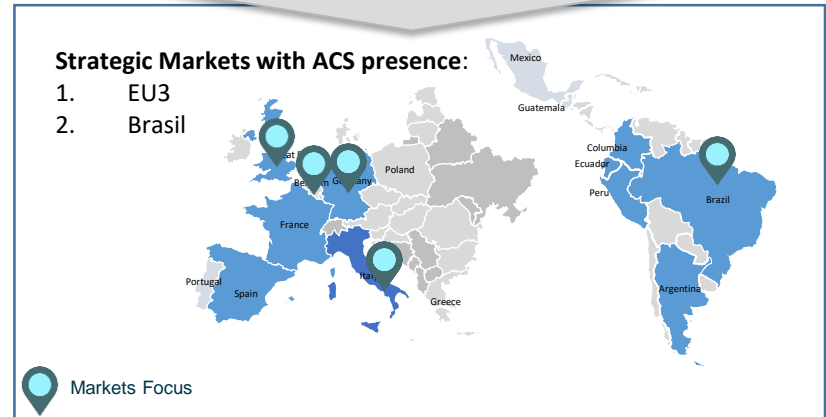 Strategic Markets with ACS presence:
1. EU3
2. Brasil
Mexico
Guatemala
Columbia
Ecuador
Peru
Brazil
Argentina
Poland
France
Portugal
Spain
Greece
Markets Focus